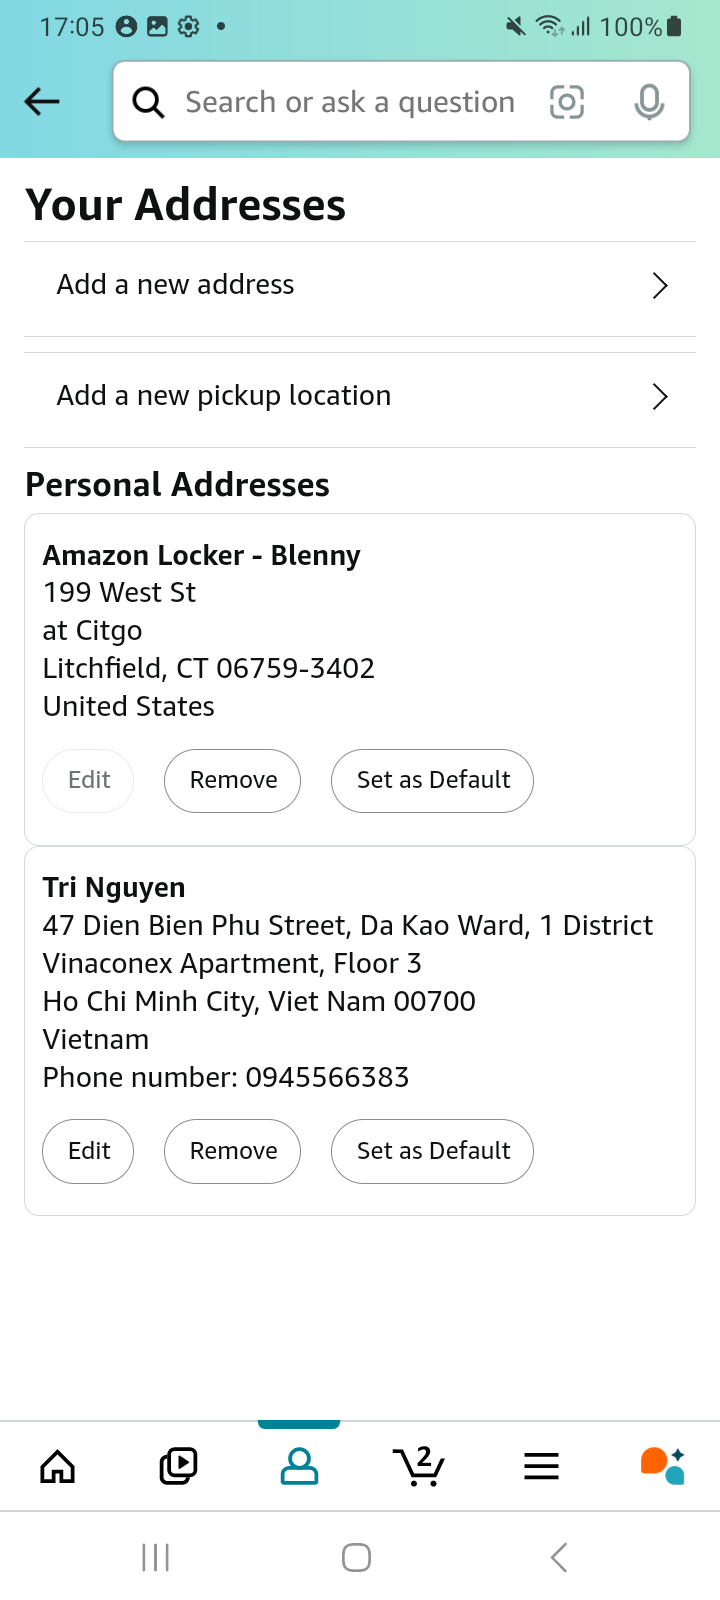 17:05
100%
Search or ask a question
Your Addresses
Add a new address
Add a new pickup location
Personal Addresses
Amazon Locker - Blenny
199 West St
at Citgo
Litchfield, CT 06759-3402
United States
Edit
Remove
Set as Default
Tri Nguyen
47 Dien Bien Phu Street, Da Kao Ward, 1 District
Vinaconex Apartment, Floor 3
Ho Chi Minh City, Viet Nam 00700
Vietnam
Phone number: 0945566383
Edit
Remove
Set as Default
2